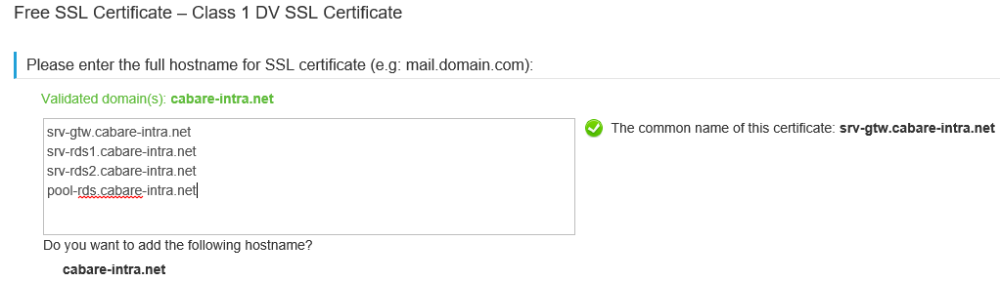 Free SSL Certificate – Class 1 DV SSL Certificate
Please enter the full hostname for SSL certificate (e.g: mail.domain.com):
Validated domain(s): cabare-intra.net
srv-gtw.cabare-intra.net
The common name of this certificate: srv-gtw.cabare-intra.net
srv-rds1.cabare-intra.net
srv-rds2.cabare-intra.net
pool-rds.cabare-intra.net
Do you want to add the following hostname?
cabare-intra.net